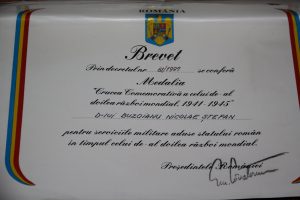 ROMÂNIA
Brevet
Prin decretul nr. 60/1994 se conferă
Medalia
"Crucea Comemorativă a celui de-al
doilea război mondial, 1941-1945"
D-lui BUZOIANU NICOLAE ȘTEFAN
pentru serviciile militare aduse statului român
în timpul celui de-al doilea război mondial.
Președintele României